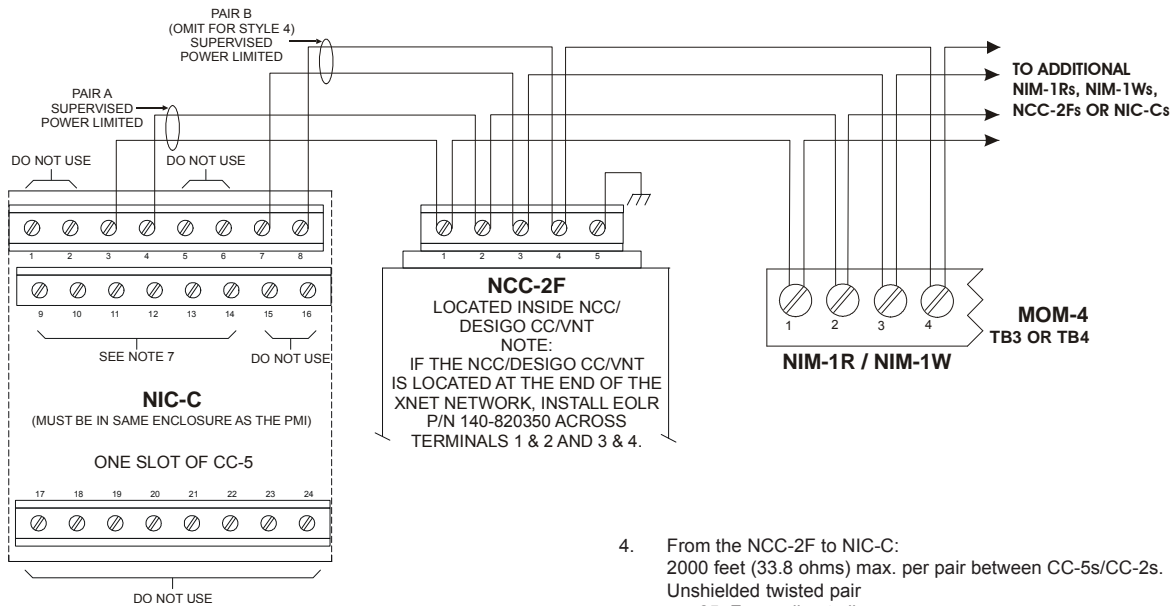 PAIR B
(OMIT FOR STYLE 4)
SUPERVISED
POWER LIMITED
PAIR A
SUPERVISED
POWER LIMITED
TO ADDITIONAL
NIM-1Rs, NIM-1Ws,
NCC-2Fs OR NIC-Cs
DO NOT USE
DO NOT USE
1 2 3 4 5 6 7 8
9 10 11 12 13 14 15 16
SEE NOTE 7
DO NOT USE
NIC-C
(MUST BE IN SAME ENCLOSURE AS THE PMI)
ONE SLOT OF CC-5
17 18 19 20 21 22 23 24
DO NOT USE
1 2 3 4 5
NCC-2F
LOCATED INSIDE NCC/
DESIGO CC/VNT
NOTE:
IF THE NCC/DESIGO CC/VNT
IS LOCATED AT THE END OF THE
XNET NETWORK, INSTALL EOLR
P/N 140-820350 ACROSS
TERMINALS 1 & 2 AND 3 & 4.
1 2 3 4
MOM-4
TB3 OR TB4
NIM-1R / NIM-1W
4. From the NCC-2F to NIC-C:
2000 feet (33.8 ohms) max. per pair between CC-5s/CC-2s.
Unshielded twisted pair